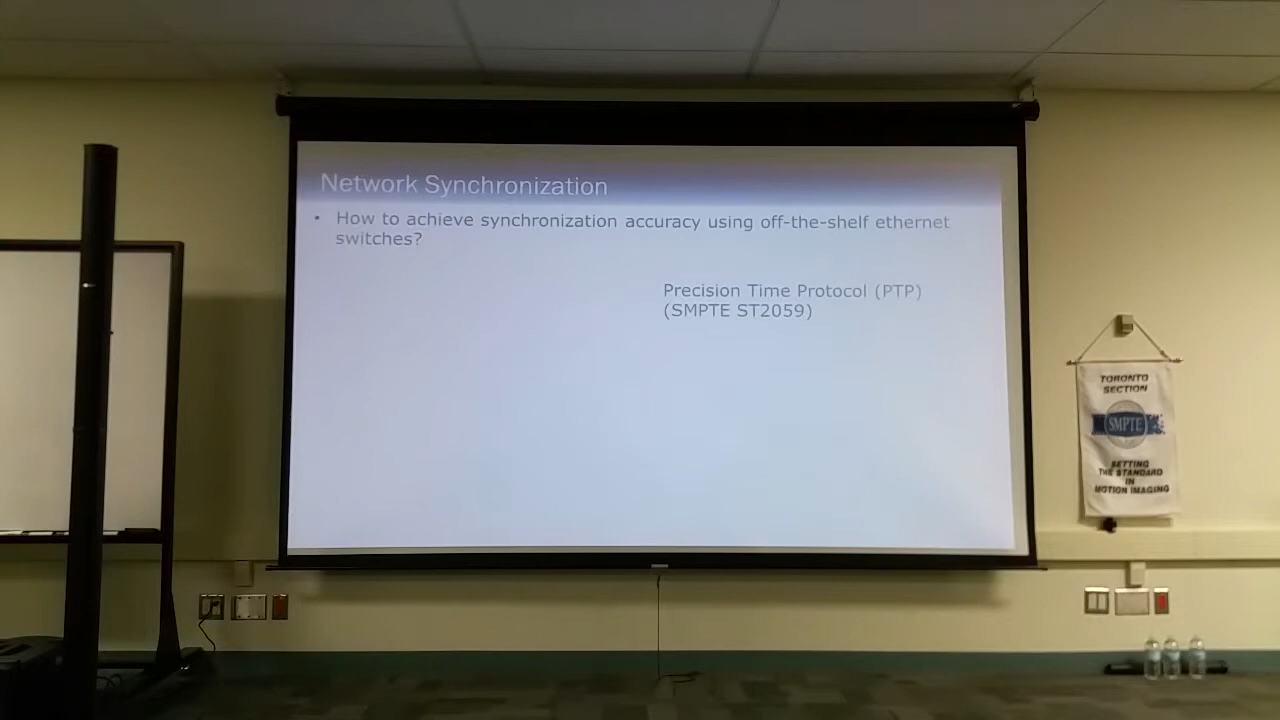 Network Synchronization
• How to achieve synchronization accuracy using off-the-shelf ethernet
switches?
Precision Time Protocol (PTP)
(SMPTE ST2059)
TORONTO
SECTION
SMPTE
SETTING
THE STANDARD
IN
MOTION IMAGING